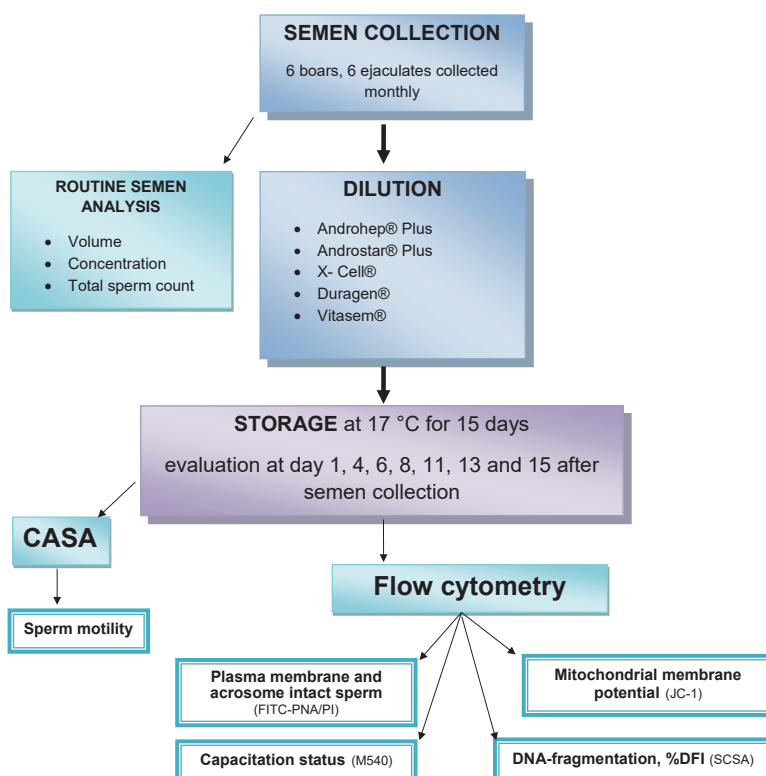 SEMEN COLLECTION
6 boars, 6 ejaculates collected
monthly
ROUTINE SEMEN
ANALYSIS
• Volume
• Concentration
• Total sperm count
DILUTION
• Androhep® Plus
• Androstar® Plus
• X- Cell®
• Duragen®
• Vitasem®
STORAGE at 17 °C for 15 days
evaluation at day 1, 4, 6, 8, 11, 13 and 15 after
semen collection
CASA
Sperm motility
Flow cytometry
Plasma membrane and
acrosome intact sperm
(FITC-PNA/PI)
Mitochondrial membrane
potential (JC-1)
Capacitation status (M540)
DNA-fragmentation, %DFI (SCSA)